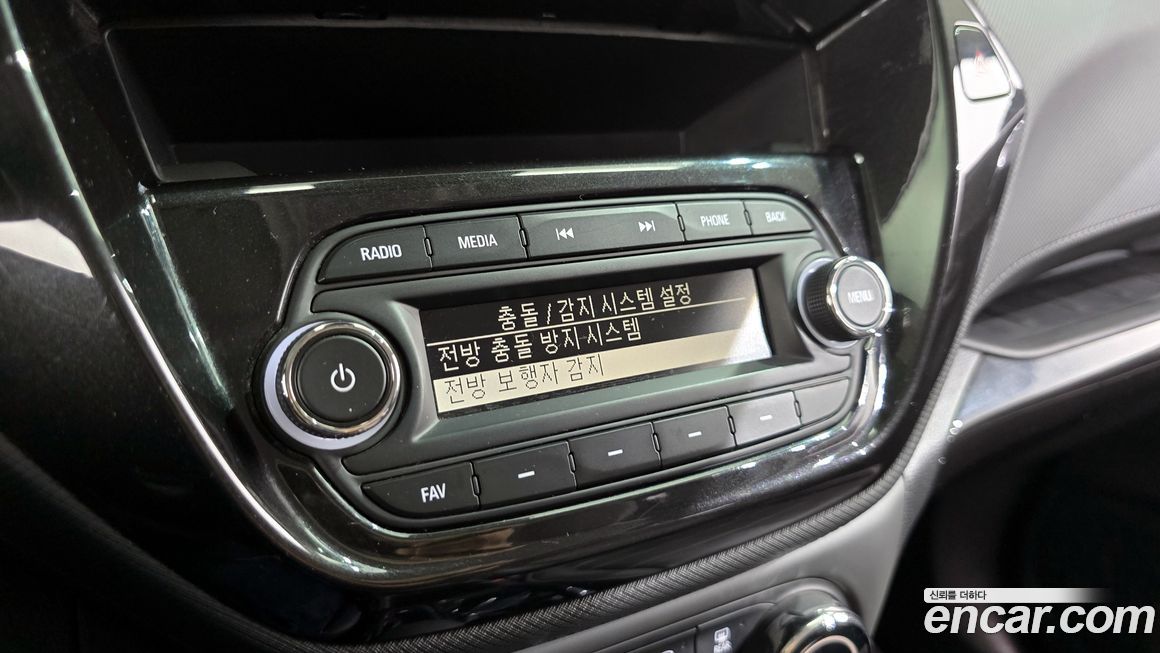 RADIO
MEDIA
PHONE
BACK
충돌 / 감지 시스템 설정
전방 충돌 방지 시스템
전방 보행자 감지
MENU
FAV
신뢰를 더하다
encar.com